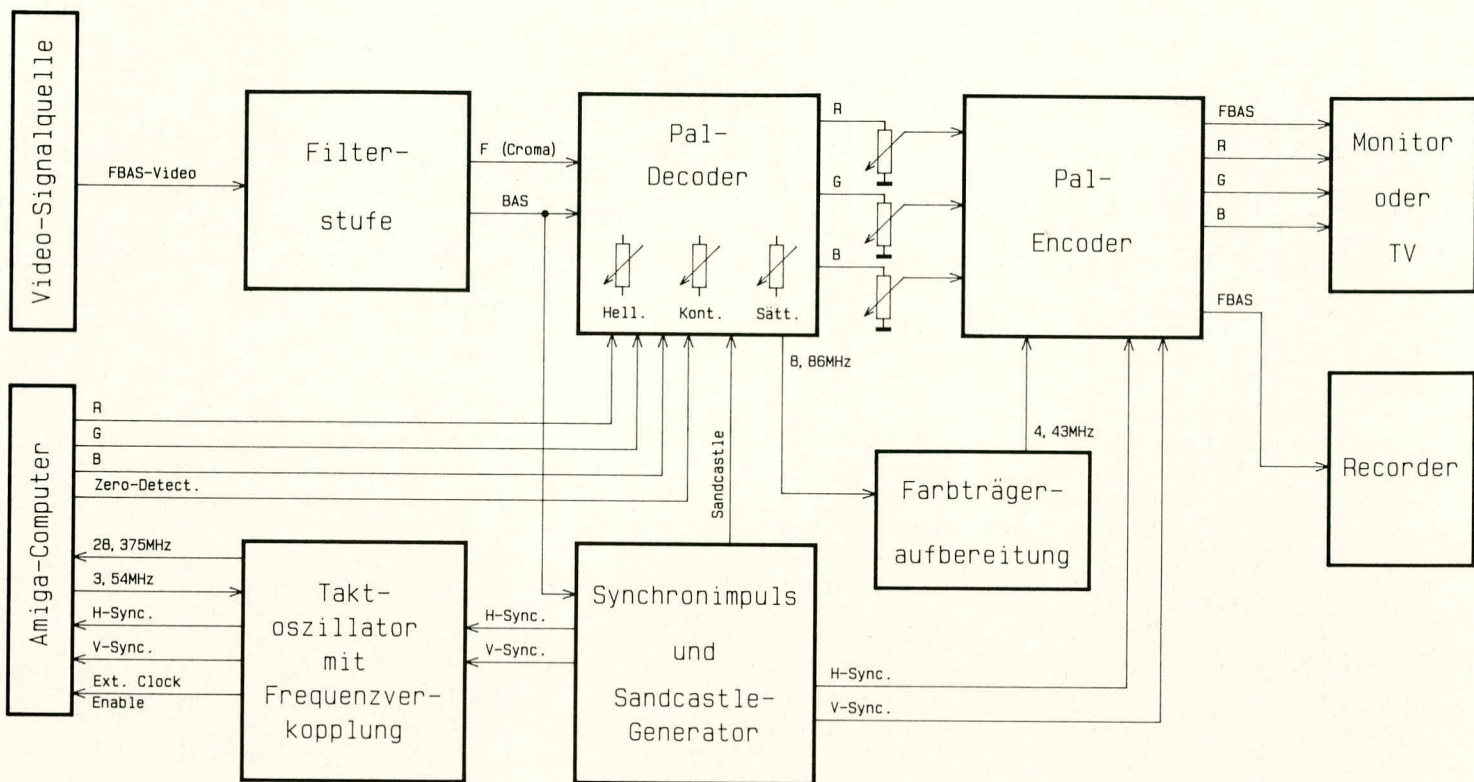 Video-Signalquelle
FBAS-Video
Filter-
stufe
F (Croma)
BAS
Pal-
Decoder
Hell.
Kont.
Sätt.
R
G
B
Pal-
Encoder
FBAS
R
G
B
FBAS
Monitor
oder
TV
Recorder
8,86MHz
4,43MHz
Farbträger-
aufbereitung
Sandcastle
Amiga-Computer
R
G
B
Zero-Detect.
28,375MHz
3,54MHz
H-Sync.
V-Sync.
Ext. Clock
Enable
Takt-
oszillator
mit
Frequenzver-
kopplung
H-Sync.
V-Sync.
Synchronimpuls
und
Sandcastle-
Generator
H-Sync.
V-Sync.